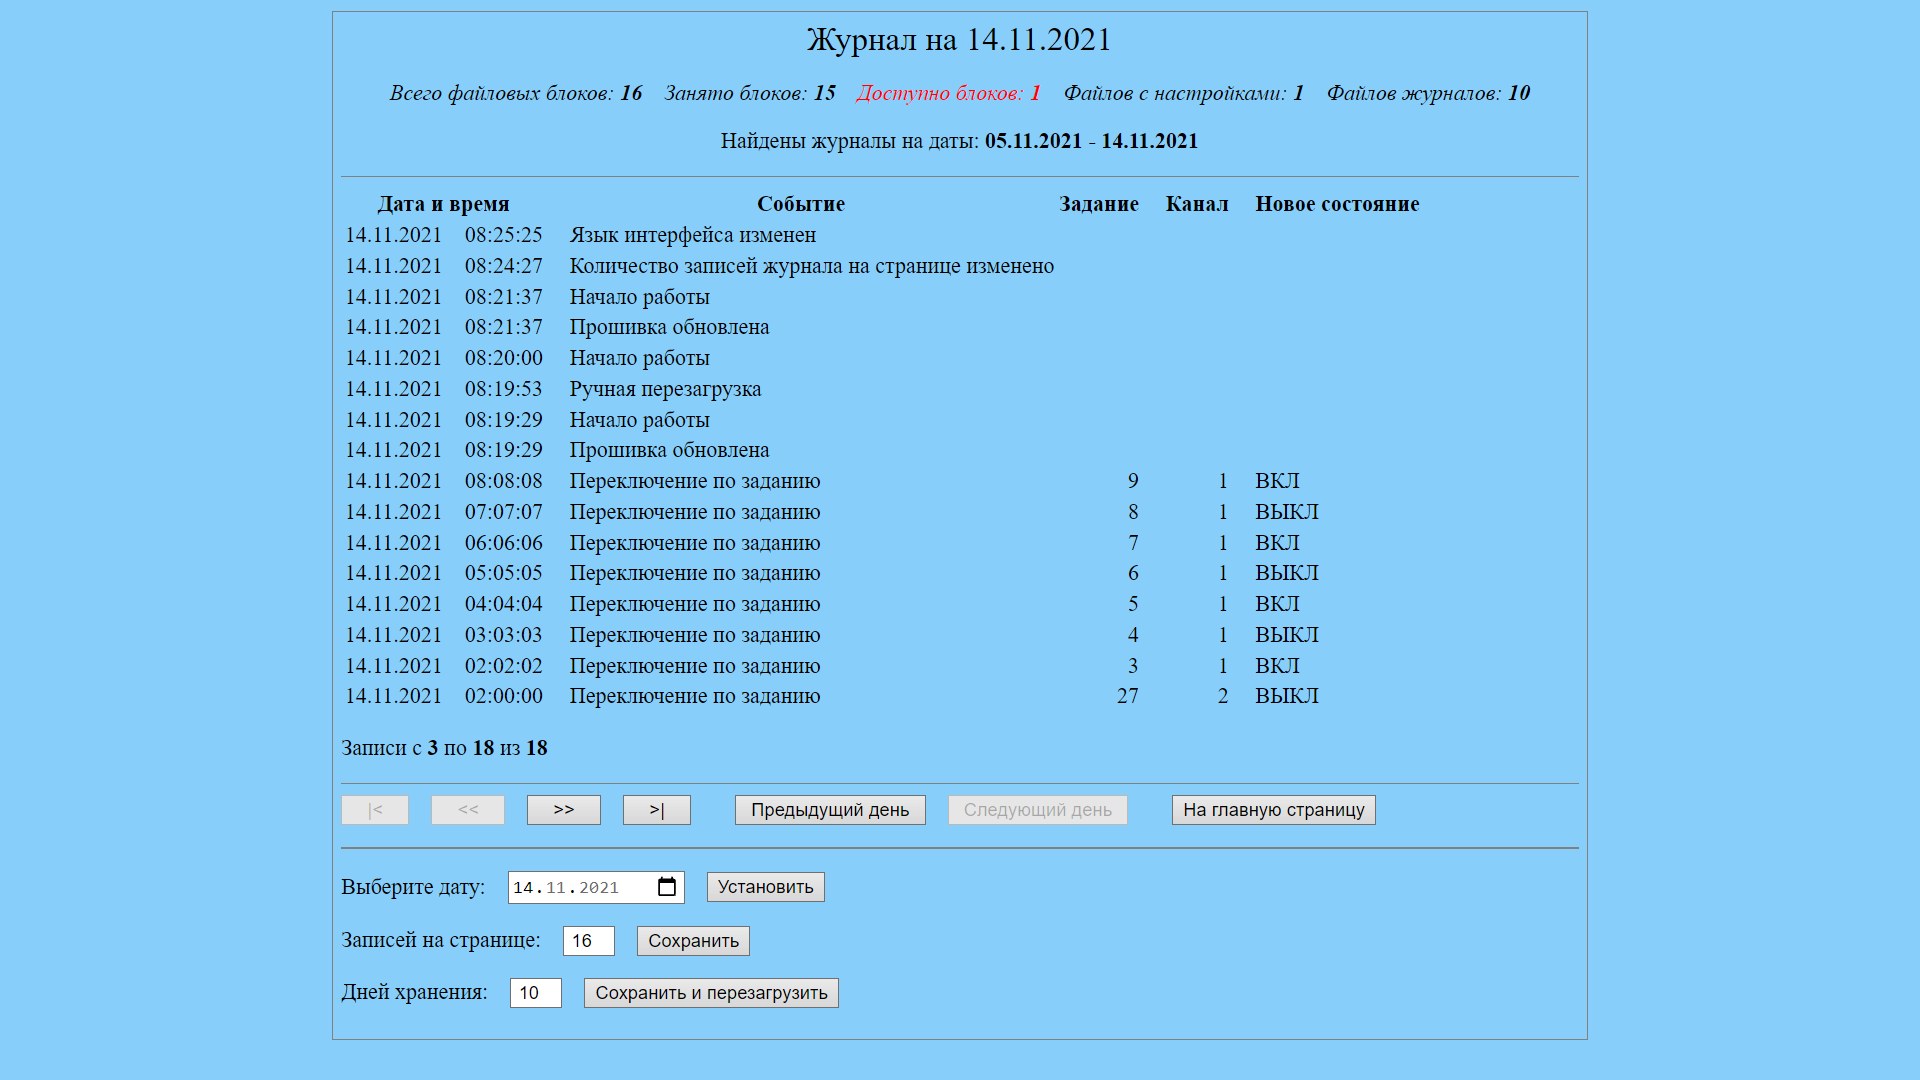 Журнал на 14.11.2021
Всего файловых блоков: 16 Занято блоков: 15 Доступно блоков: 1 Файлов с настройками: 1 Файлов журналов: 10
Найдены журналы на даты: 05.11.2021 - 14.11.2021
Дата и время Событие Задание Канал Новое состояние
14.11.2021 08:25:25 Язык интерфейса изменен
14.11.2021 08:24:27 Количество записей журнала на странице изменено
14.11.2021 08:21:37 Начало работы
14.11.2021 08:21:37 Прошивка обновлена
14.11.2021 08:20:00 Начало работы
14.11.2021 08:19:53 Ручная перезагрузка
14.11.2021 08:19:29 Начало работы
14.11.2021 08:19:29 Прошивка обновлена
14.11.2021 08:08:08 Переключение по заданию 9 1 ВКЛ
14.11.2021 07:07:07 Переключение по заданию 8 1 ВЫКЛ
14.11.2021 06:06:06 Переключение по заданию 7 1 ВКЛ
14.11.2021 05:05:05 Переключение по заданию 6 1 ВЫКЛ
14.11.2021 04:04:04 Переключение по заданию 5 1 ВКЛ
14.11.2021 03:03:03 Переключение по заданию 4 1 ВЫКЛ
14.11.2021 02:02:02 Переключение по заданию 3 1 ВКЛ
14.11.2021 02:00:00 Переключение по заданию 27 2 ВЫКЛ
Записи с 3 по 18 из 18
|< << >> >| Предыдущий день Следующий день На главную страницу
Выберите дату: 14.11.2021 Установить
Записей на странице: 16 Сохранить
Дней хранения: 10 Сохранить и перезагрузить